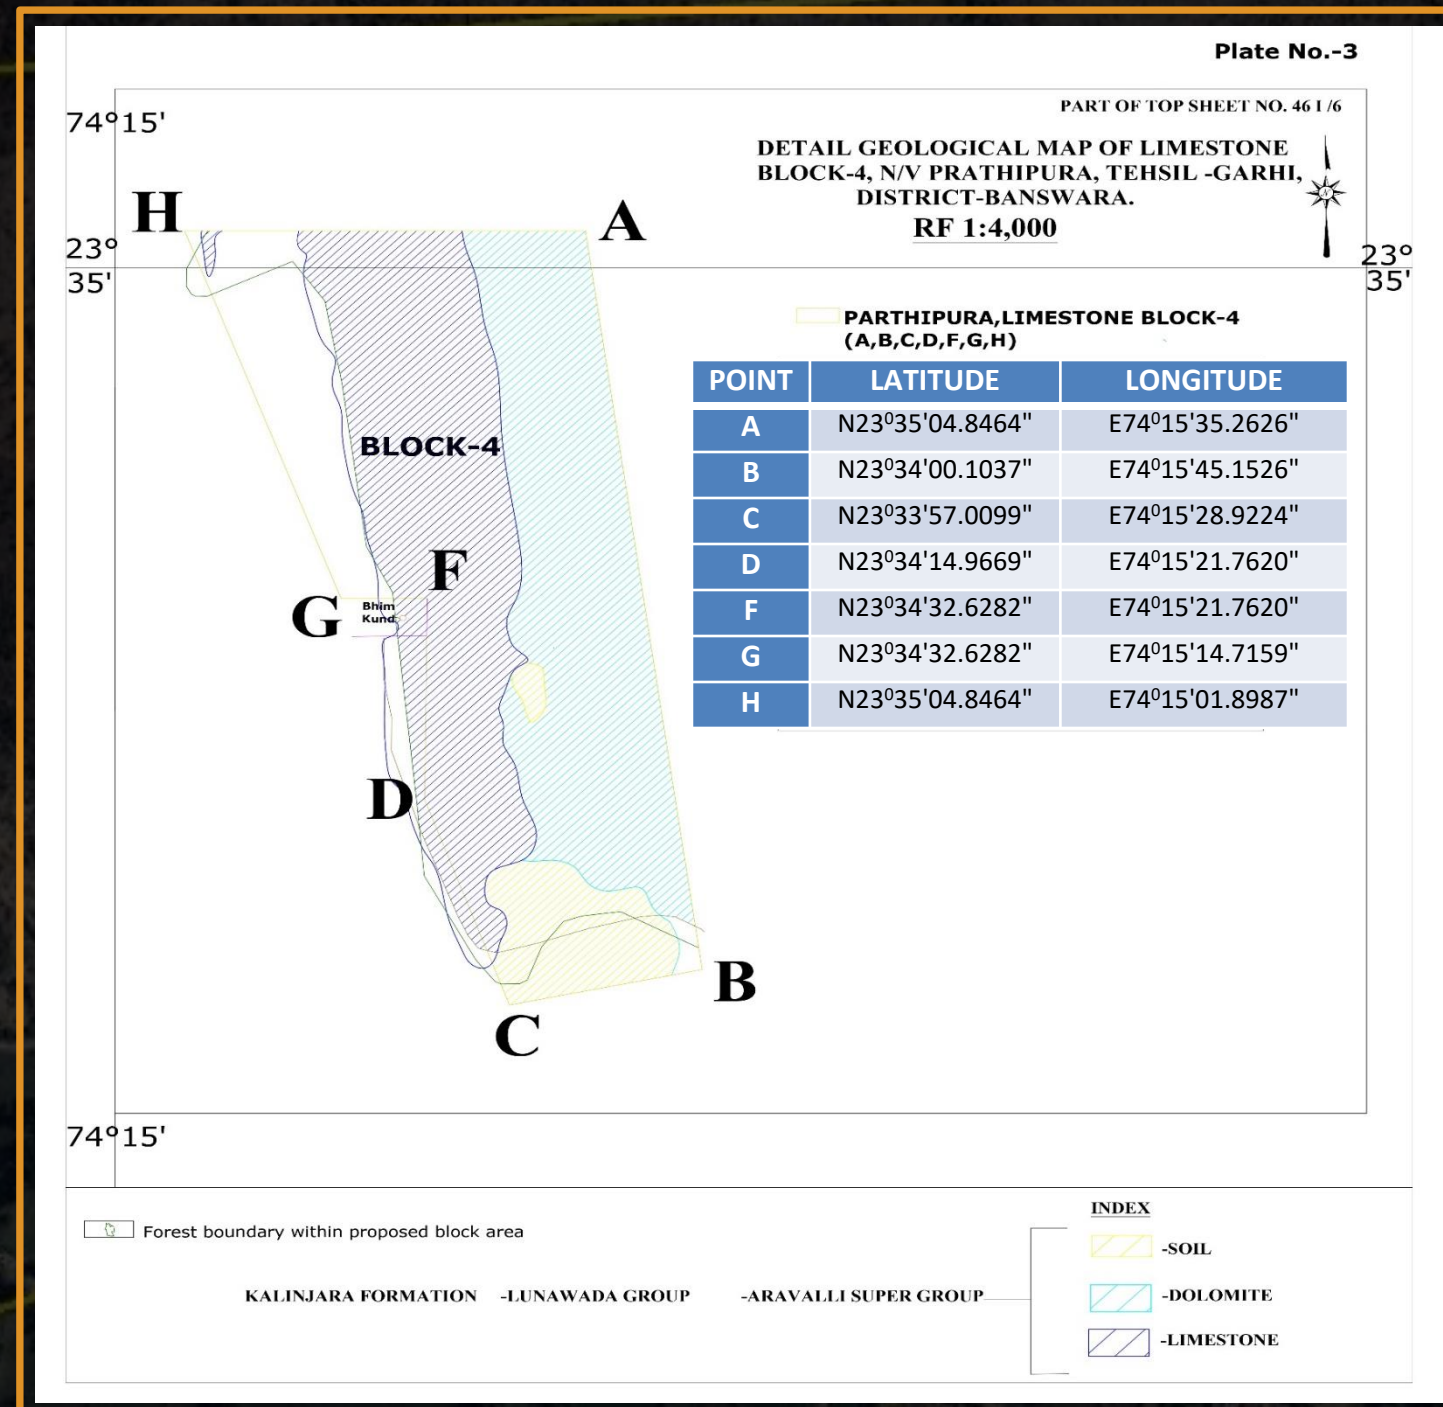 Plate No.-3
PART OF TOP SHEET NO. 46 I /6
74°15'
DETAIL GEOLOGICAL MAP OF LIMESTONE
BLOCK-4, N/V PRATHIPURA, TEHSIL -GARHI,
DISTRICT-BANSWARA.
RF 1:4,000
N
H
A
23°
35'
23°
35'
PARTHIPURA,LIMESTONE BLOCK-4
(A,B,C,D,F,G,H)
POINT LATITUDE LONGITUDE
A N23⁰35'04.8464" E74⁰15'35.2626"
B N23⁰34'00.1037" E74⁰15'45.1526"
C N23⁰33'57.0099" E74⁰15'28.9224"
D N23⁰34'14.9669" E74⁰15'21.7620"
F N23⁰34'32.6282" E74⁰15'21.7620"
G N23⁰34'32.6282" E74⁰15'14.7159"
H N23⁰35'04.8464" E74⁰15'01.8987"
BLOCK-4
F
G
Bhim
Kund
D
B
C
74°15'
Forest boundary within proposed block area
KALINJARA FORMATION -LUNAWADA GROUP -ARAVALLI SUPER GROUP
INDEX
-SOIL
-DOLOMITE
-LIMESTONE